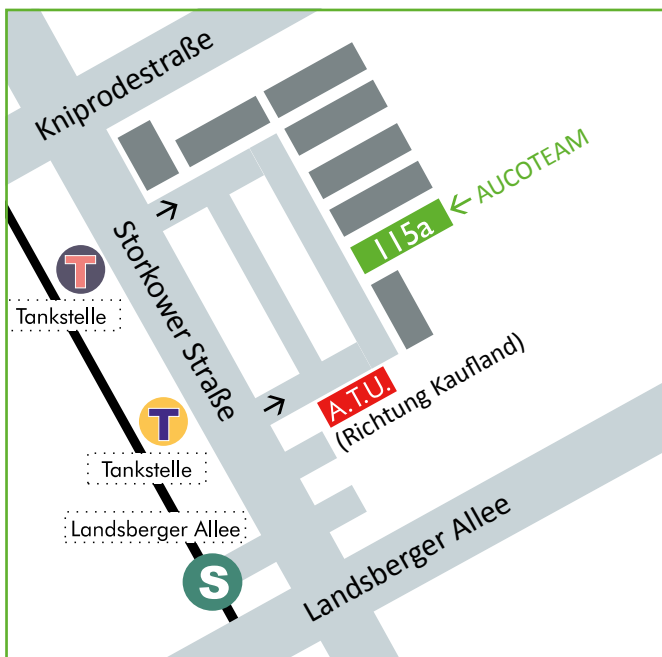 Kniprodestraße
AUCOTEAM
115a
T
Tankstelle
Storkower Straße
A.T.U.
(Richtung Kaufland)
T
Tankstelle
Landsberger Allee
S
Landsberger Allee